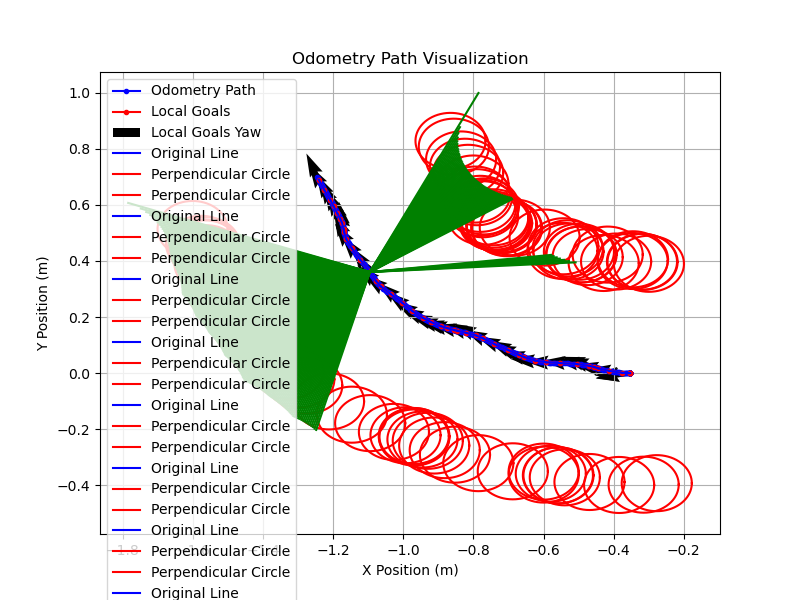 Odometry Path Visualization
Y Position (m)
1.0
0.8
0.6
0.4
0.2
0.0
−0.2
−0.4
Odometry Path
Local Goals
Local Goals Yaw
Original Line
Perpendicular Circle
Perpendicular Circle
Original Line
Perpendicular Circle
Perpendicular Circle
Original Line
Perpendicular Circle
Perpendicular Circle
Original Line
Perpendicular Circle
Perpendicular Circle
Original Line
Perpendicular Circle
Perpendicular Circle
Original Line
Perpendicular Circle
Perpendicular Circle
Original Line
Perpendicular Circle
Perpendicular Circle
Original Line
−1.8 −1.2 −1.0 −0.8 −0.6 −0.4 −0.2
X Position (m)